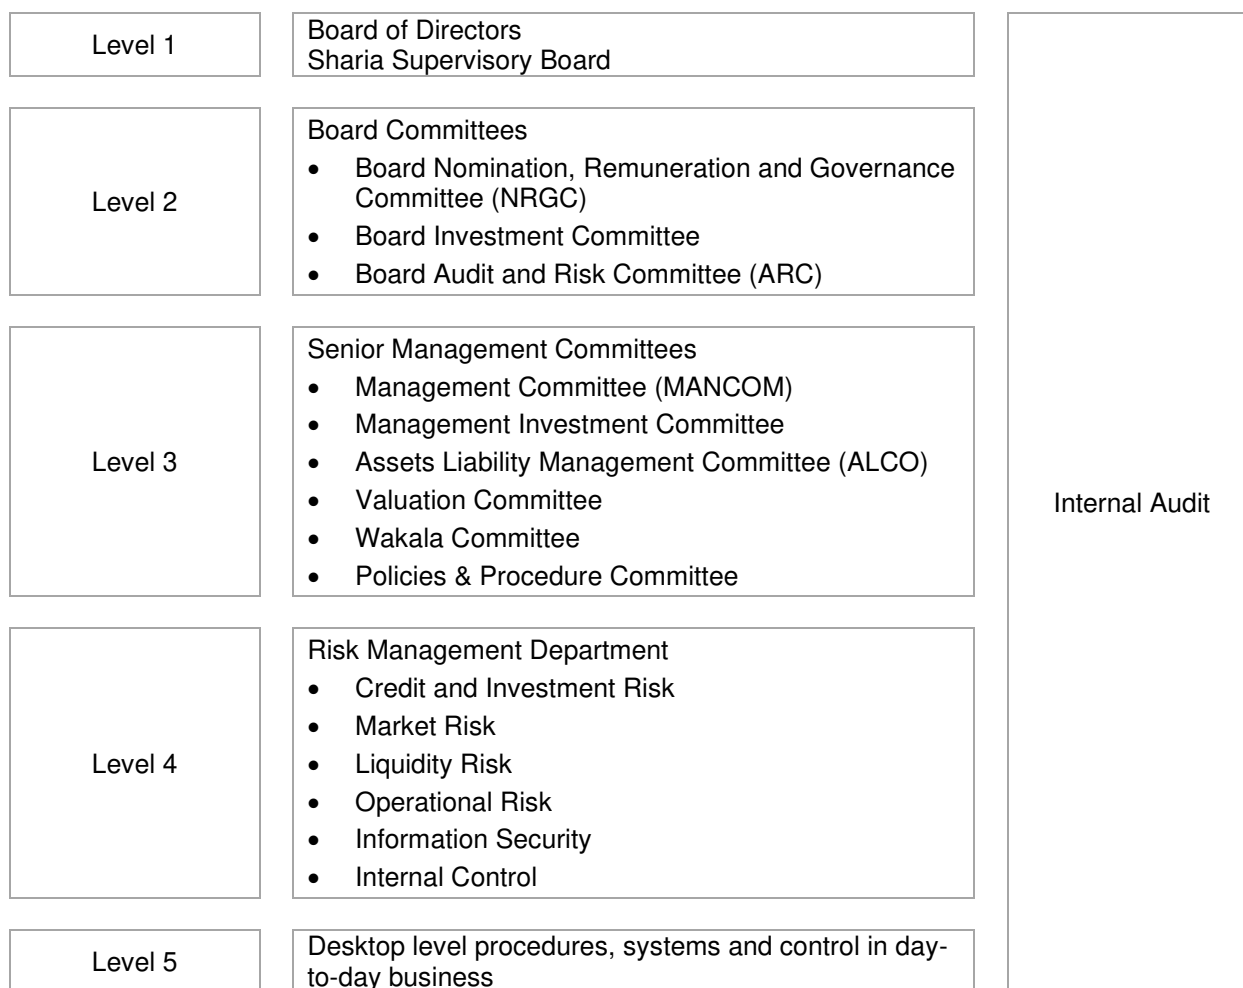 Level 1
Board of Directors
Sharia Supervisory Board
Level 2
Board Committees
• Board Nomination, Remuneration and Governance
Committee (NRGC)
• Board Investment Committee
• Board Audit and Risk Committee (ARC)
Level 3
Senior Management Committees
• Management Committee (MANCOM)
• Management Investment Committee
• Assets Liability Management Committee (ALCO)
• Valuation Committee
• Wakala Committee
• Policies & Procedure Committee
Level 4
Risk Management Department
• Credit and Investment Risk
• Market Risk
• Liquidity Risk
• Operational Risk
• Information Security
• Internal Control
Level 5
Desktop level procedures, systems and control in day-
to-day business
Internal Audit